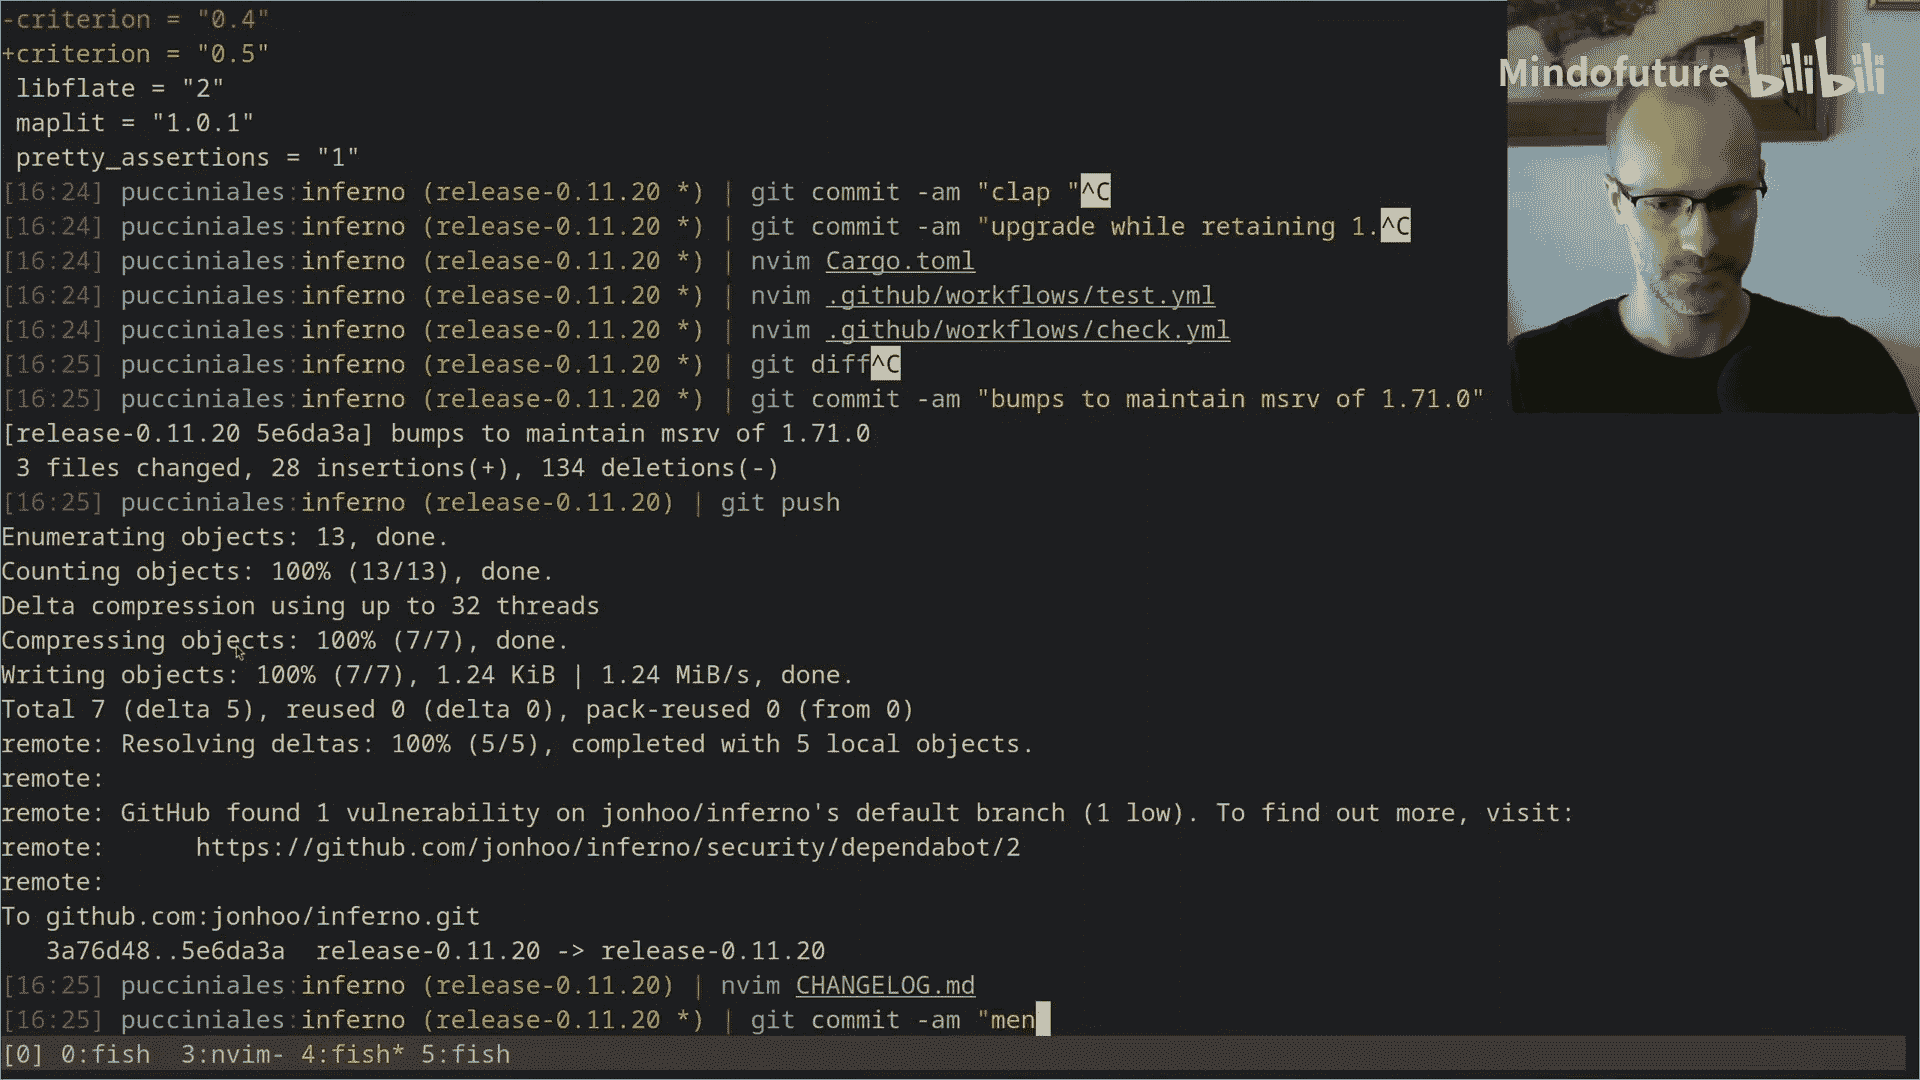 -criterion = "0.4"
+criterion = "0.5"
 libflate = "2"
 maplit = "1.0.1"
 pretty_assertions = "1"
[16:24] pucciniales:inferno (release-0.11.20 *) | git commit -am "clap "^C
[16:24] pucciniales:inferno (release-0.11.20 *) | git commit -am "upgrade while retaining 1.^C
[16:24] pucciniales:inferno (release-0.11.20 *) | nvim Cargo.toml
[16:24] pucciniales:inferno (release-0.11.20 *) | nvim .github/workflows/test.yml
[16:24] pucciniales:inferno (release-0.11.20 *) | nvim .github/workflows/check.yml
[16:25] pucciniales:inferno (release-0.11.20 *) | git diff^C
[16:25] pucciniales:inferno (release-0.11.20 *) | git commit -am "bumps to maintain msrv of 1.71.0"
[release-0.11.20 5e6da3a] bumps to maintain msrv of 1.71.0
 3 files changed, 28 insertions(+), 134 deletions(-)
[16:25] pucciniales:inferno (release-0.11.20) | git push
Enumerating objects: 13, done.
Counting objects: 100% (13/13), done.
Delta compression using up to 32 threads
Compressing objects: 100% (7/7), done.
Writing objects: 100% (7/7), 1.24 KiB | 1.24 MiB/s, done.
Total 7 (delta 5), reused 0 (delta 0), pack-reused 0 (from 0)
remote: Resolving deltas: 100% (5/5), completed with 5 local objects.
remote:
remote: GitHub found 1 vulnerability on jonhoo/inferno's default branch (1 low). To find out more, visit:
remote:      https://github.com/jonhoo/inferno/security/dependabot/2
remote:
To github.com:jonhoo/inferno.git
   3a76d48..5e6da3a  release-0.11.20 -> release-0.11.20
[16:25] pucciniales:inferno (release-0.11.20) | nvim CHANGELOG.md
[16:25] pucciniales:inferno (release-0.11.20 *) | git commit -am "men
[0] 0:fish  3:nvim- 4:fish* 5:fish
Mindofuture bilibili